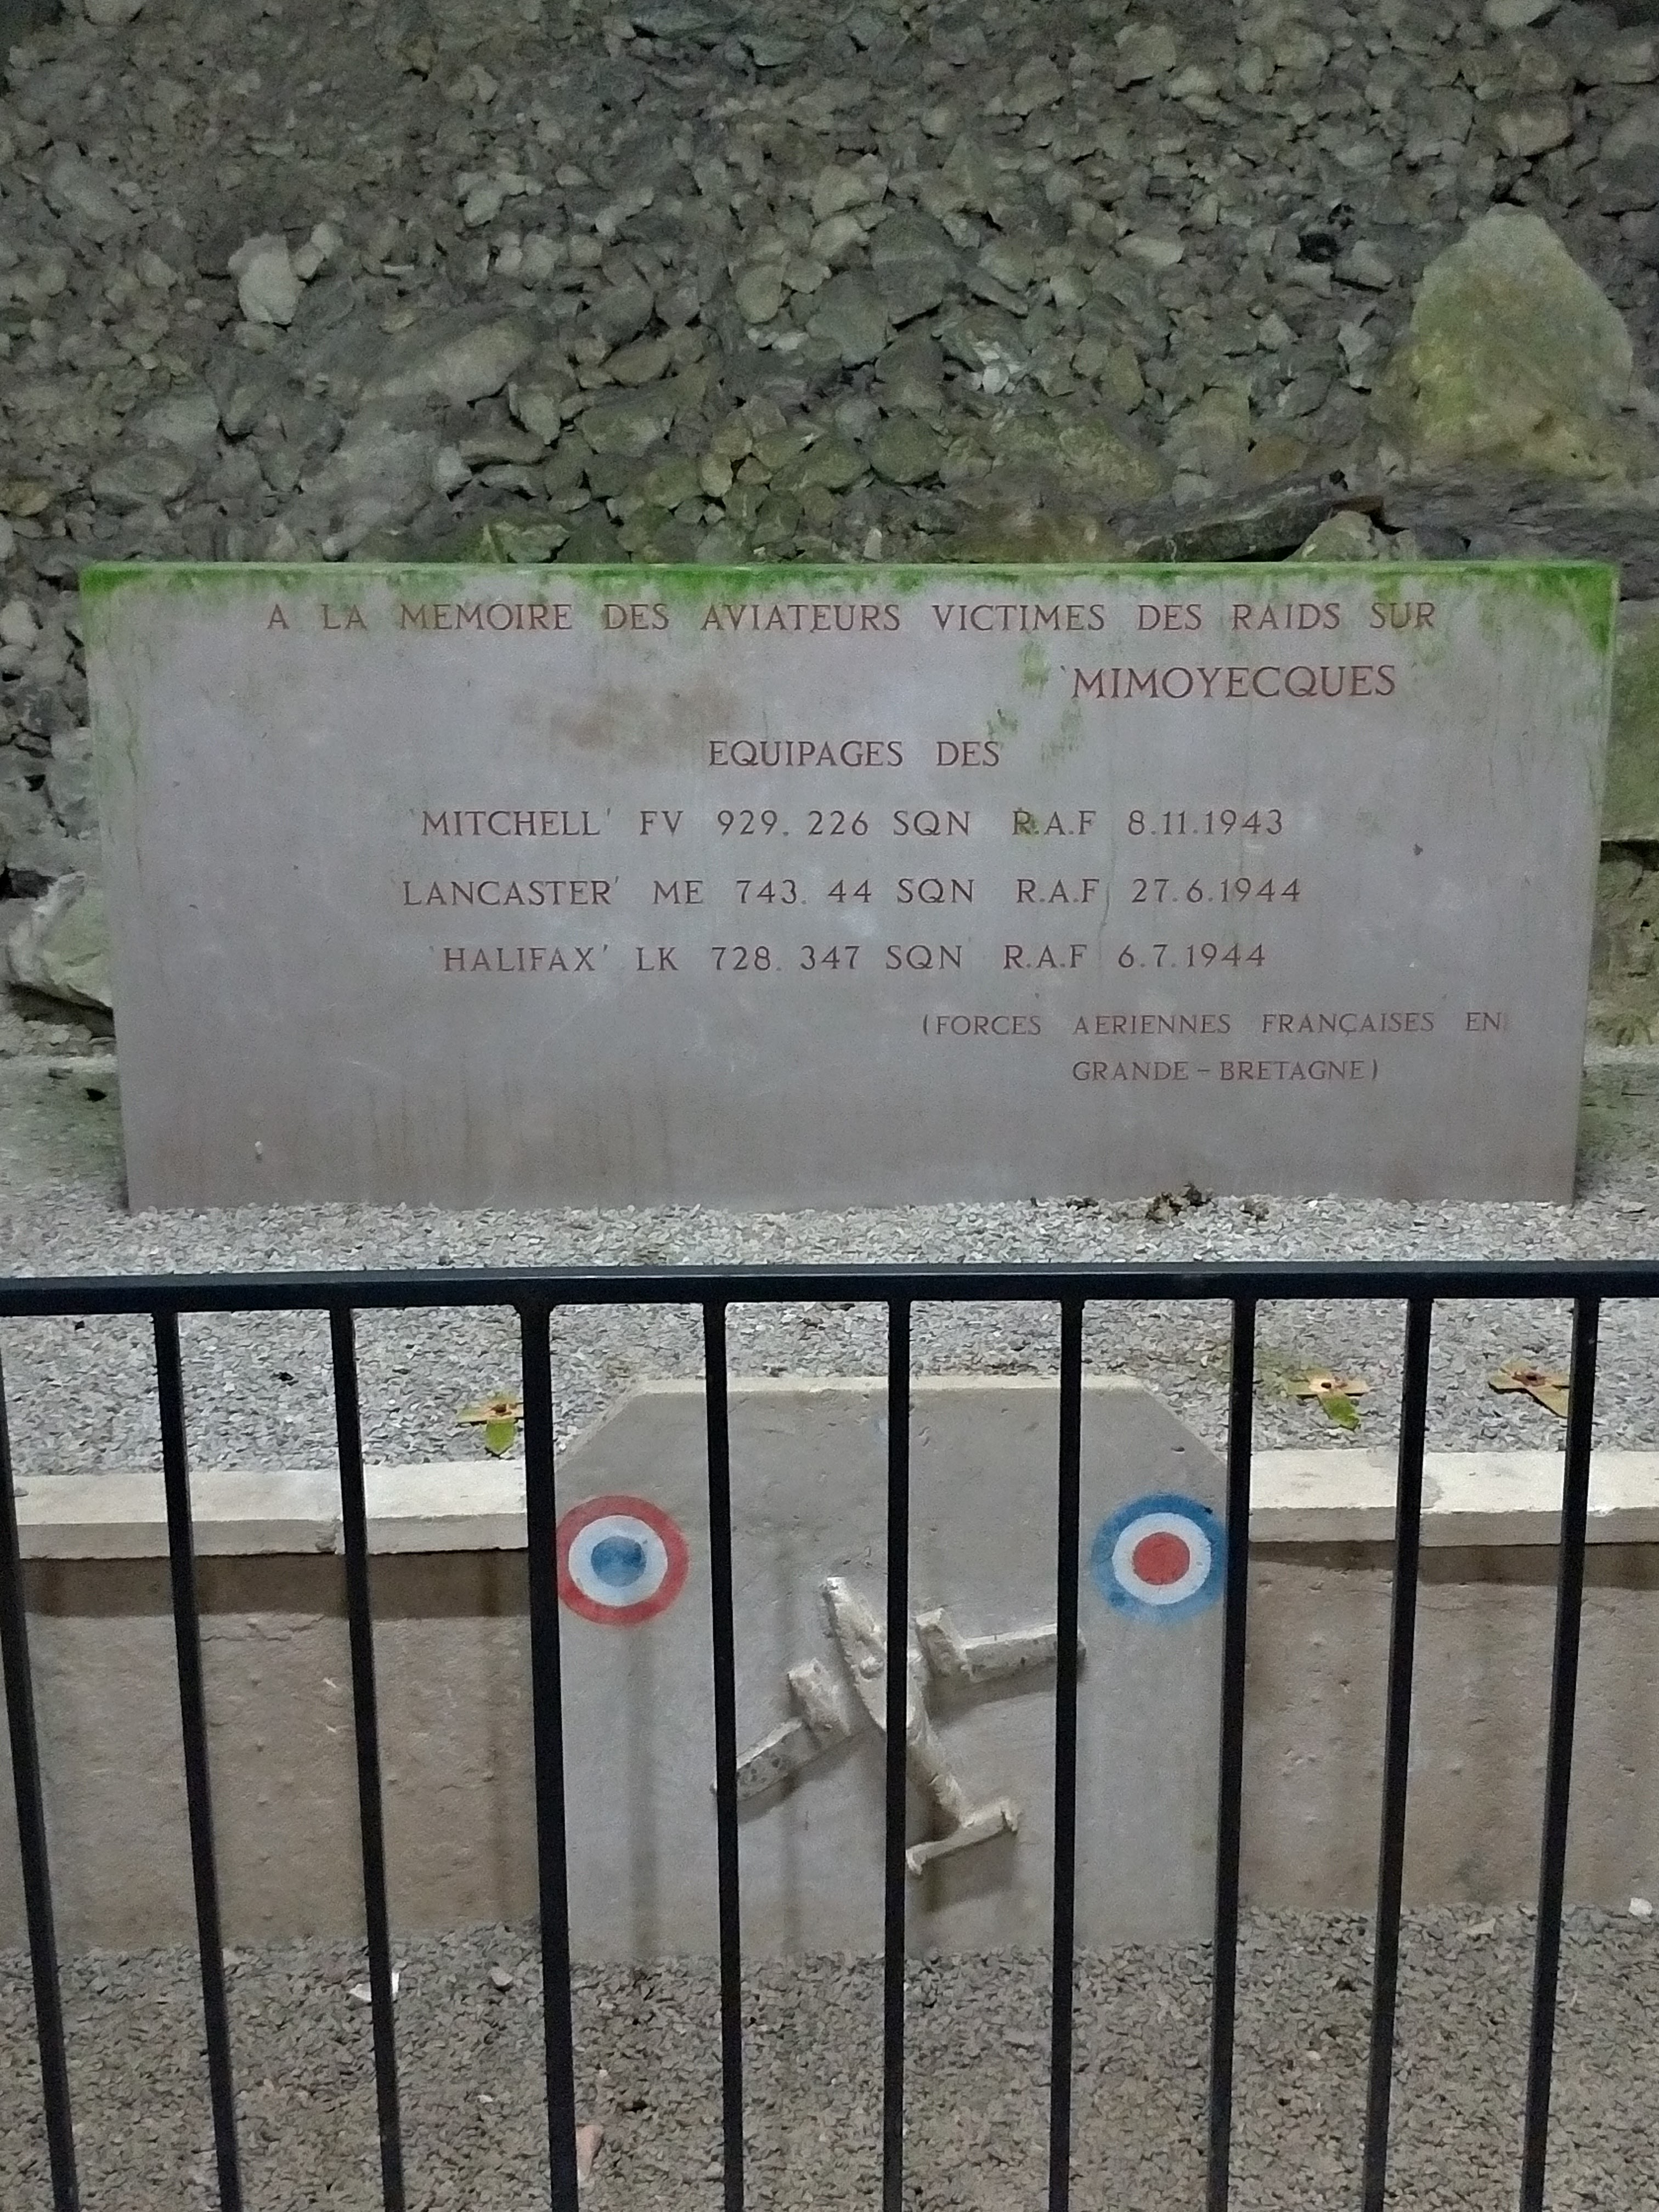 A LA MEMOIRE DES AVIATEURS VICTIMES DES RAIDS SUR
'MIMOYECQUES'
EQUIPAGES DES
'MITCHELL' FV 929. 226 SQN R.A.F 8.11.1943
'LANCASTER' ME 743. 44 SQN R.A.F 27.6.1944
'HALIFAX' LK 728. 347 SQN R.A.F 6.7.1944
(FORCES AERIENNES FRANÇAISES EN
GRANDE-BRETAGNE)